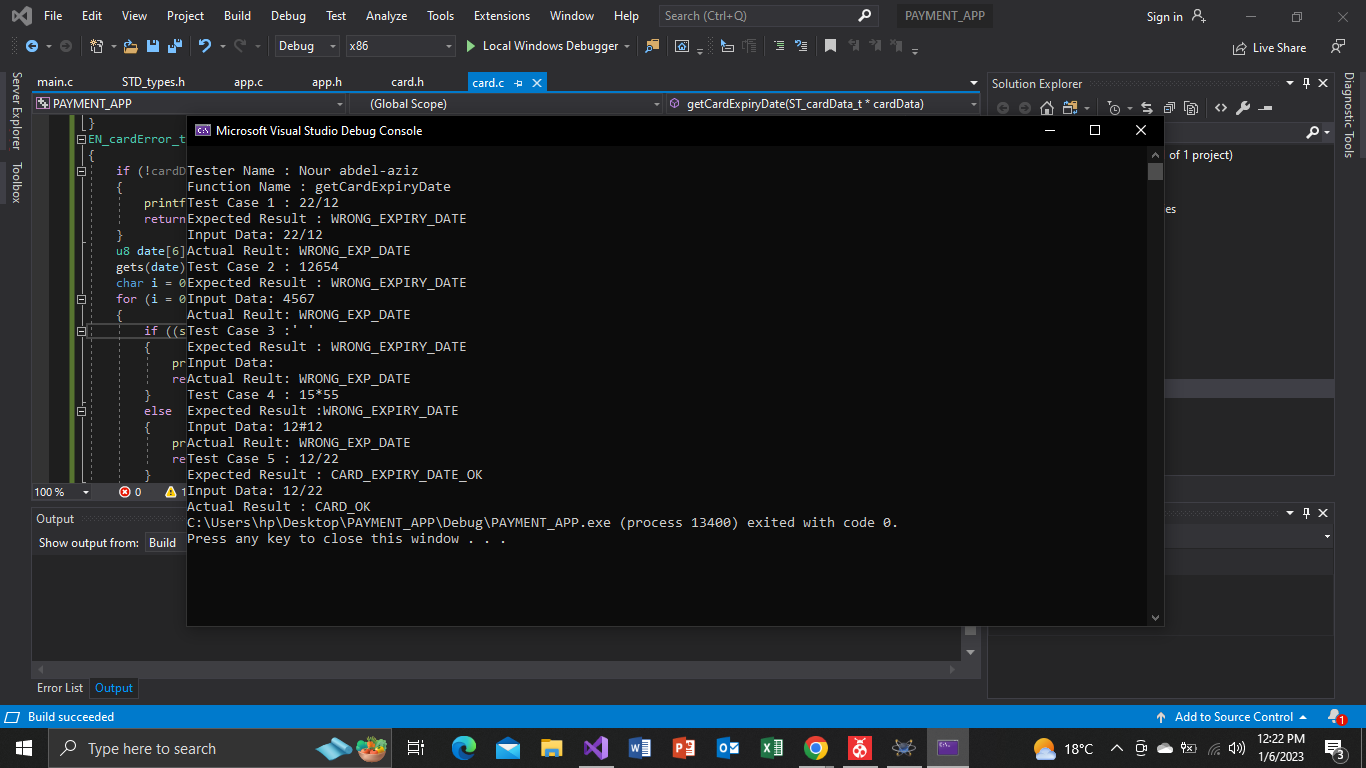 File Edit View Project Build Debug Test Analyze Tools Extensions Window Help Search (Ctrl+Q) PAYMENT_APP Sign in
Debug x86 Local Windows Debugger Live Share
Server Explorer
Toolbox
main.c STD_types.h app.c app.h card.h card.c
PAYMENT_APP (Global Scope) getCardExpiryDate(ST_cardData_t * cardData)
}
EN_cardError_t
{
if (!cardD
{
printf
return
}
u8 date[6]
gets(date)
char i = 0
for (i = 0
{
if ((s
{
pr
re
}
else
{
pr
re
}
Microsoft Visual Studio Debug Console
Tester Name : Nour abdel-aziz
Function Name : getCardExpiryDate
Test Case 1 : 22/12
Expected Result : WRONG_EXPIRY_DATE
Input Data: 22/12
Actual Reult: WRONG_EXP_DATE
Test Case 2 : 12654
Expected Result : WRONG_EXPIRY_DATE
Input Data: 4567
Actual Reult: WRONG_EXP_DATE
Test Case 3 :' '
Expected Result : WRONG_EXPIRY_DATE
Input Data:
Actual Reult: WRONG_EXP_DATE
Test Case 4 : 15*55
Expected Result :WRONG_EXPIRY_DATE
Input Data: 12#12
Actual Reult: WRONG_EXP_DATE
Test Case 5 : 12/22
Expected Result : CARD_EXPIRY_DATE_OK
Input Data: 12/22
Actual Result : CARD_OK
C:\Users\hp\Desktop\PAYMENT_APP\Debug\PAYMENT_APP.exe (process 13400) exited with code 0.
Press any key to close this window . . .
Solution Explorer
of 1 project)
es
Diagnostic Tools
100 % 0 1
Output
Show output from: Build
Error List Output
Build succeeded Add to Source Control 1
Type here to search 18°C 12:22 PM
1/6/2023 3